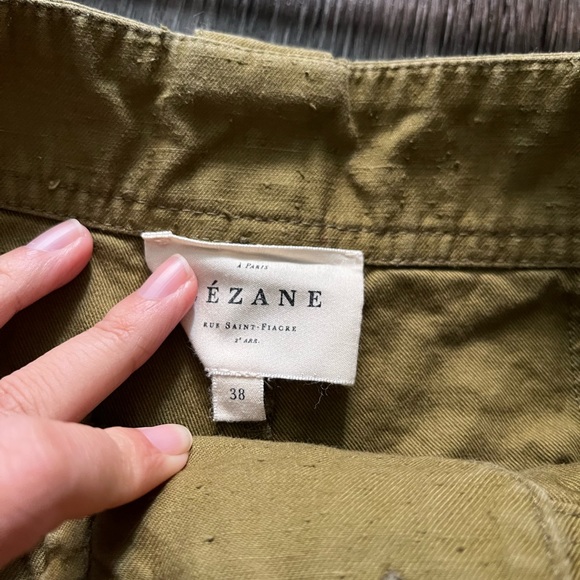 à Paris
ÉZANE
RUE SAINT-FIACRE
2e ARR.
38